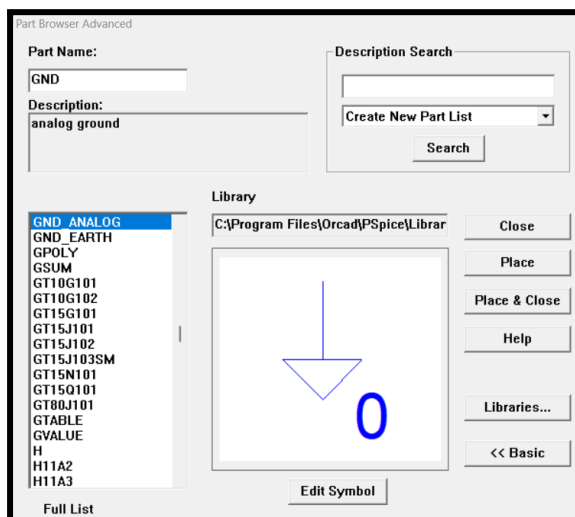 Part Browser Advanced
Part Name:
GND
Description:
analog ground
Description Search
Create New Part List
Search
Library
C:\Program Files\Orcad\PSpice\Librar
GND_ANALOG
GND_EARTH
GPOLY
GSUM
GT10G101
GT10G102
GT15G101
GT15J101
GT15J102
GT15J103SM
GT15N101
GT15Q101
GT80J101
GTABLE
GVALUE
H
H11A2
H11A3
Full List
0
Edit Symbol
Close
Place
Place & Close
Help
Libraries...
<< Basic